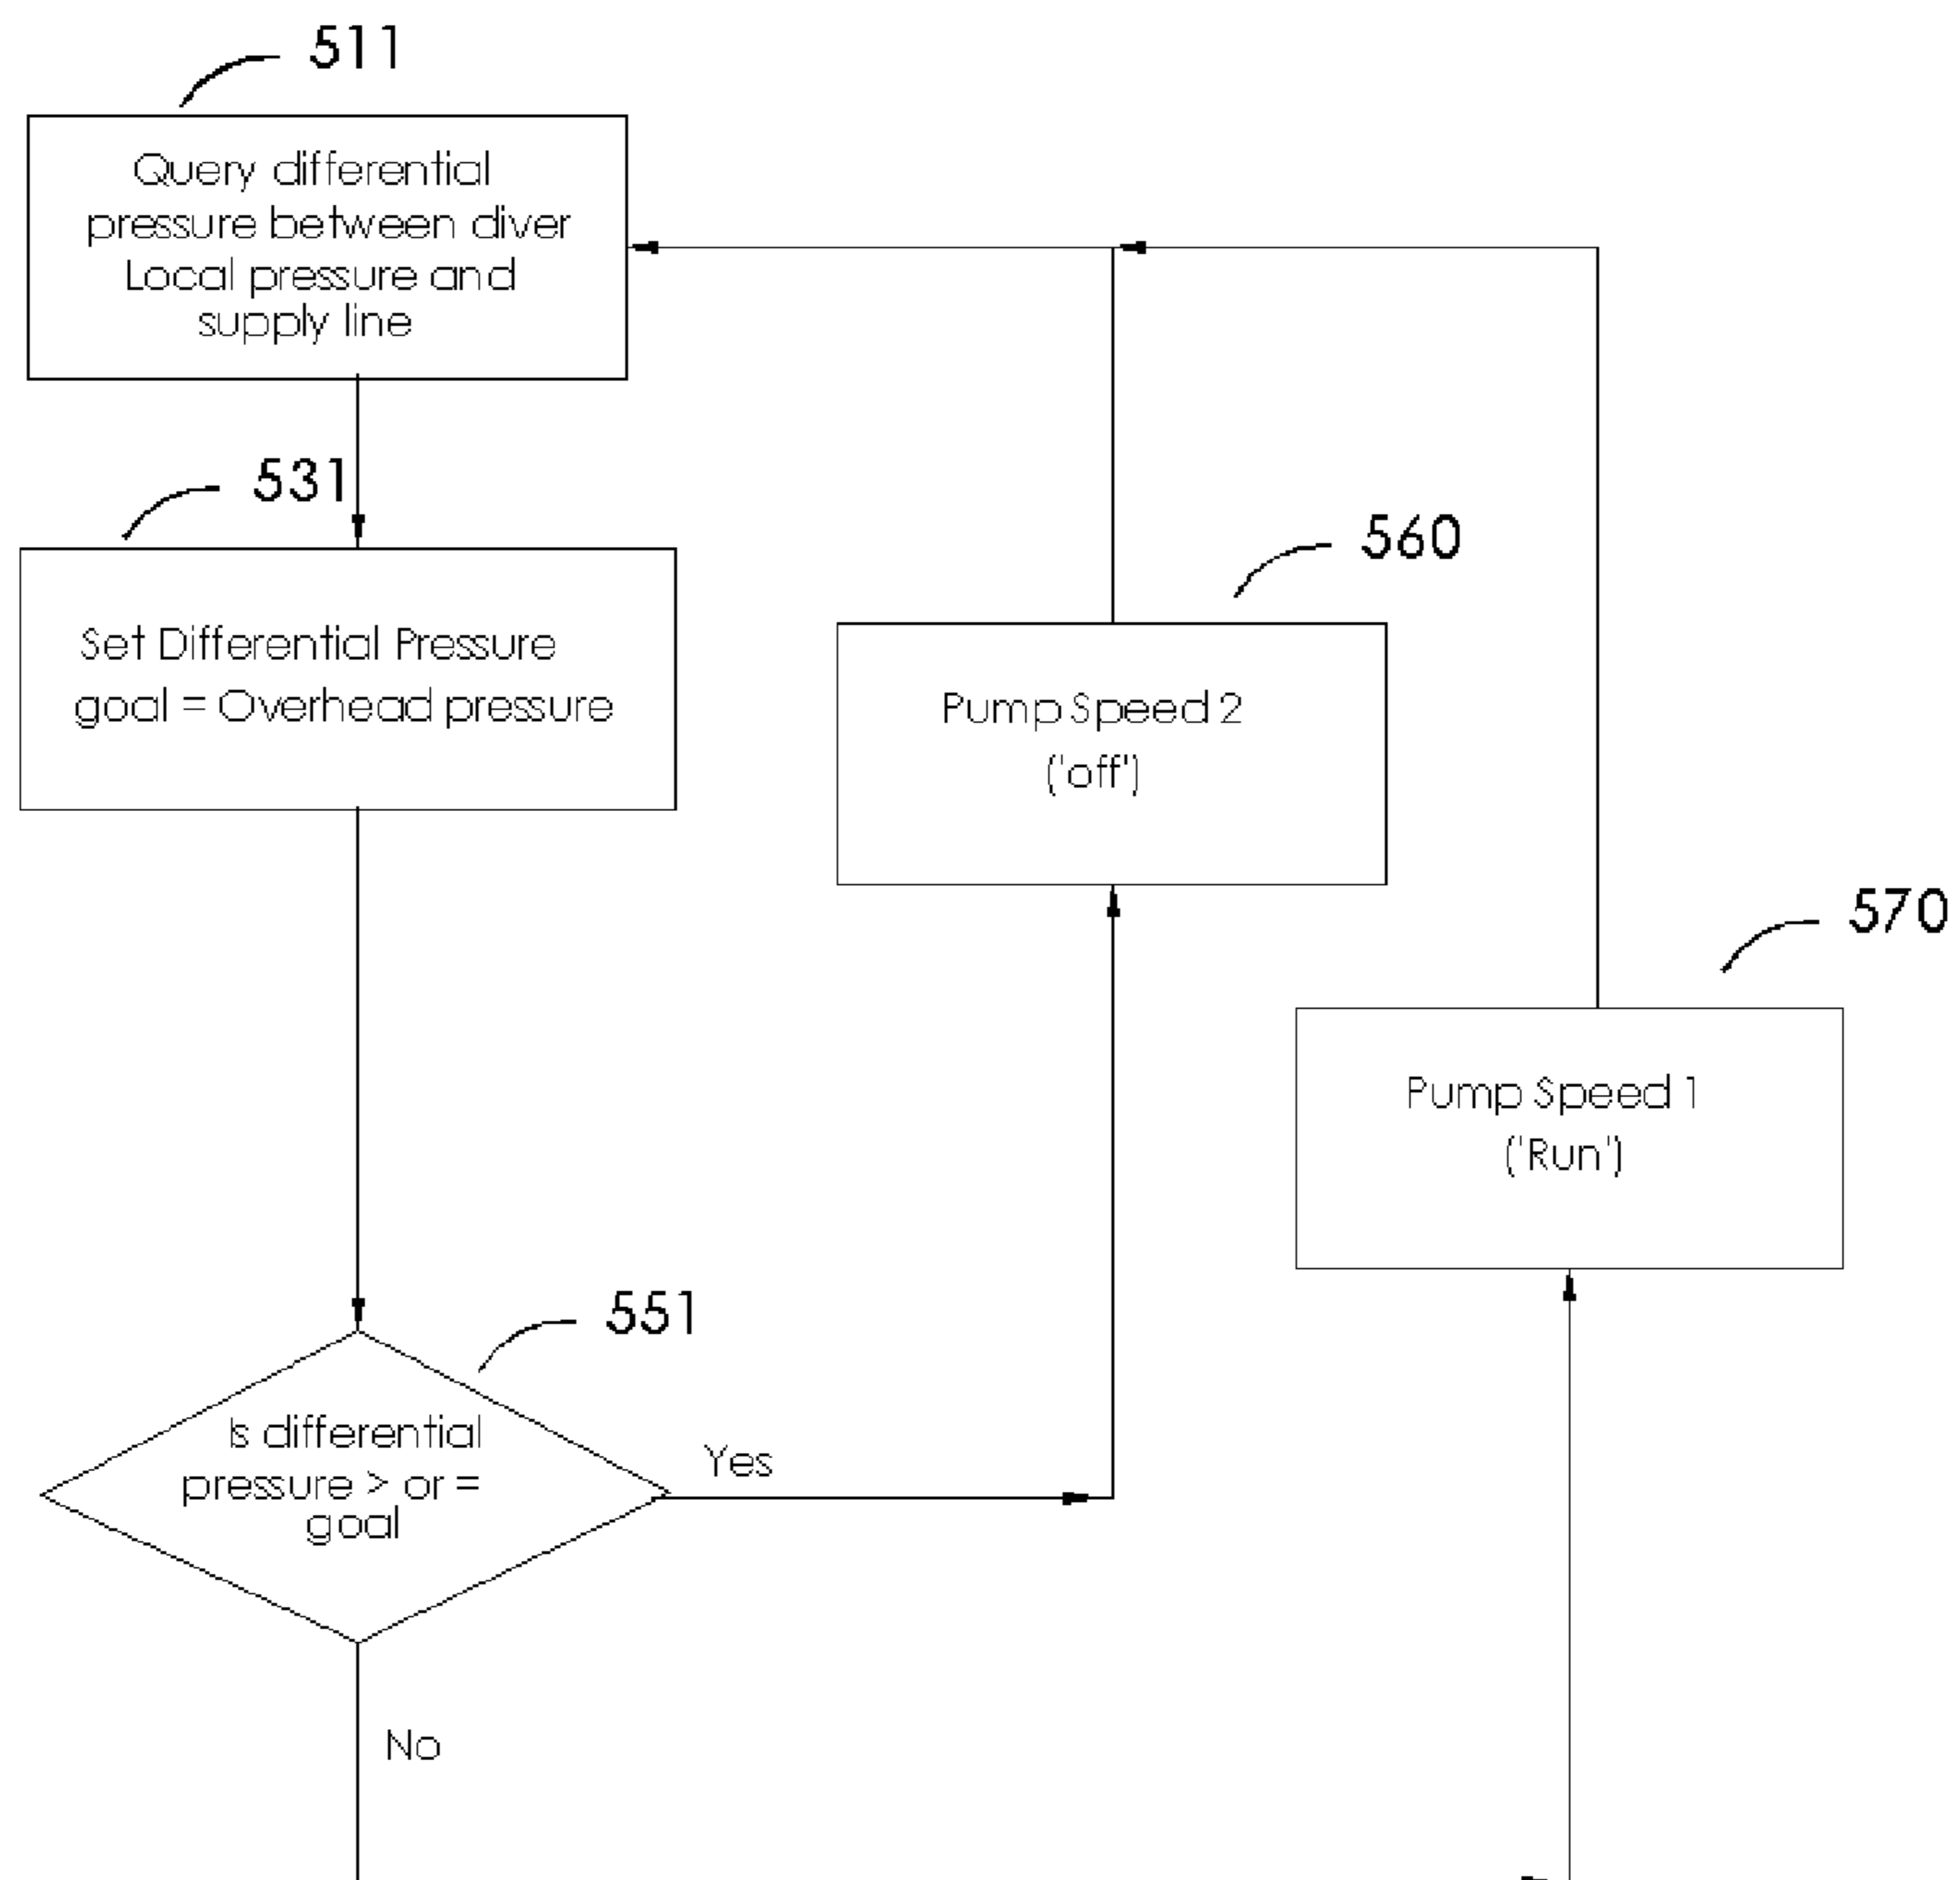 511
Query differential
pressure between diver
Local pressure and
supply line
531
Set Differential Pressure
goal = Overhead pressure
560
Pump Speed 2
('off')
570
Pump Speed 1
('Run')
551
Is differential
pressure > or =
goal
Yes
No